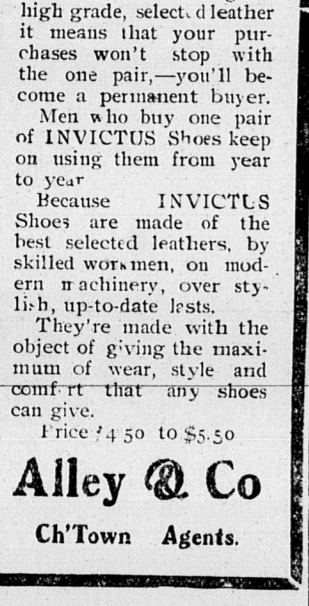 high grade, selected leather
it means that your pur-
chases won't stop with
the one pair,—you'll be-
come a permanent buyer.
Men who buy one pair
of INVICTUS Shoes keep
on using them from year
to year
Because INVICTUS
Shoes are made of the
best selected leathers, by
skilled workmen, on mod-
ern machinery, over sty-
lish, up-to-date lasts.
They're made with the
object of giving the maxi-
mum of wear, style and
comfort that any shoes
can give.
Price $4 50 to $5.50
Alley & Co
Ch'Town Agents.